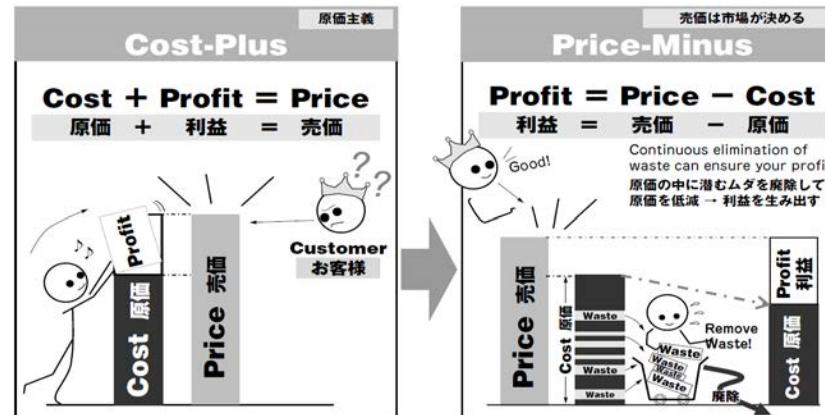 原価主義
Cost-Plus
Cost + Profit = Price
原価 + 利益 = 売価
??
Profit
Customer
お客様
Cost 原価
Price 売価
売価は市場が決める
Price-Minus
Profit = Price − Cost
利益 = 売価 − 原価
Good!
Continuous elimination of
waste can ensure your profi
原価の中に潜むムダを廃除して
原価を低減 → 利益を生み出す
Price 売価
Cost 原価
Waste
Waste
Waste
Remove
Waste!
Waste
Waste
Waste
Waste
廃除
Profit
利益
Cost 原価